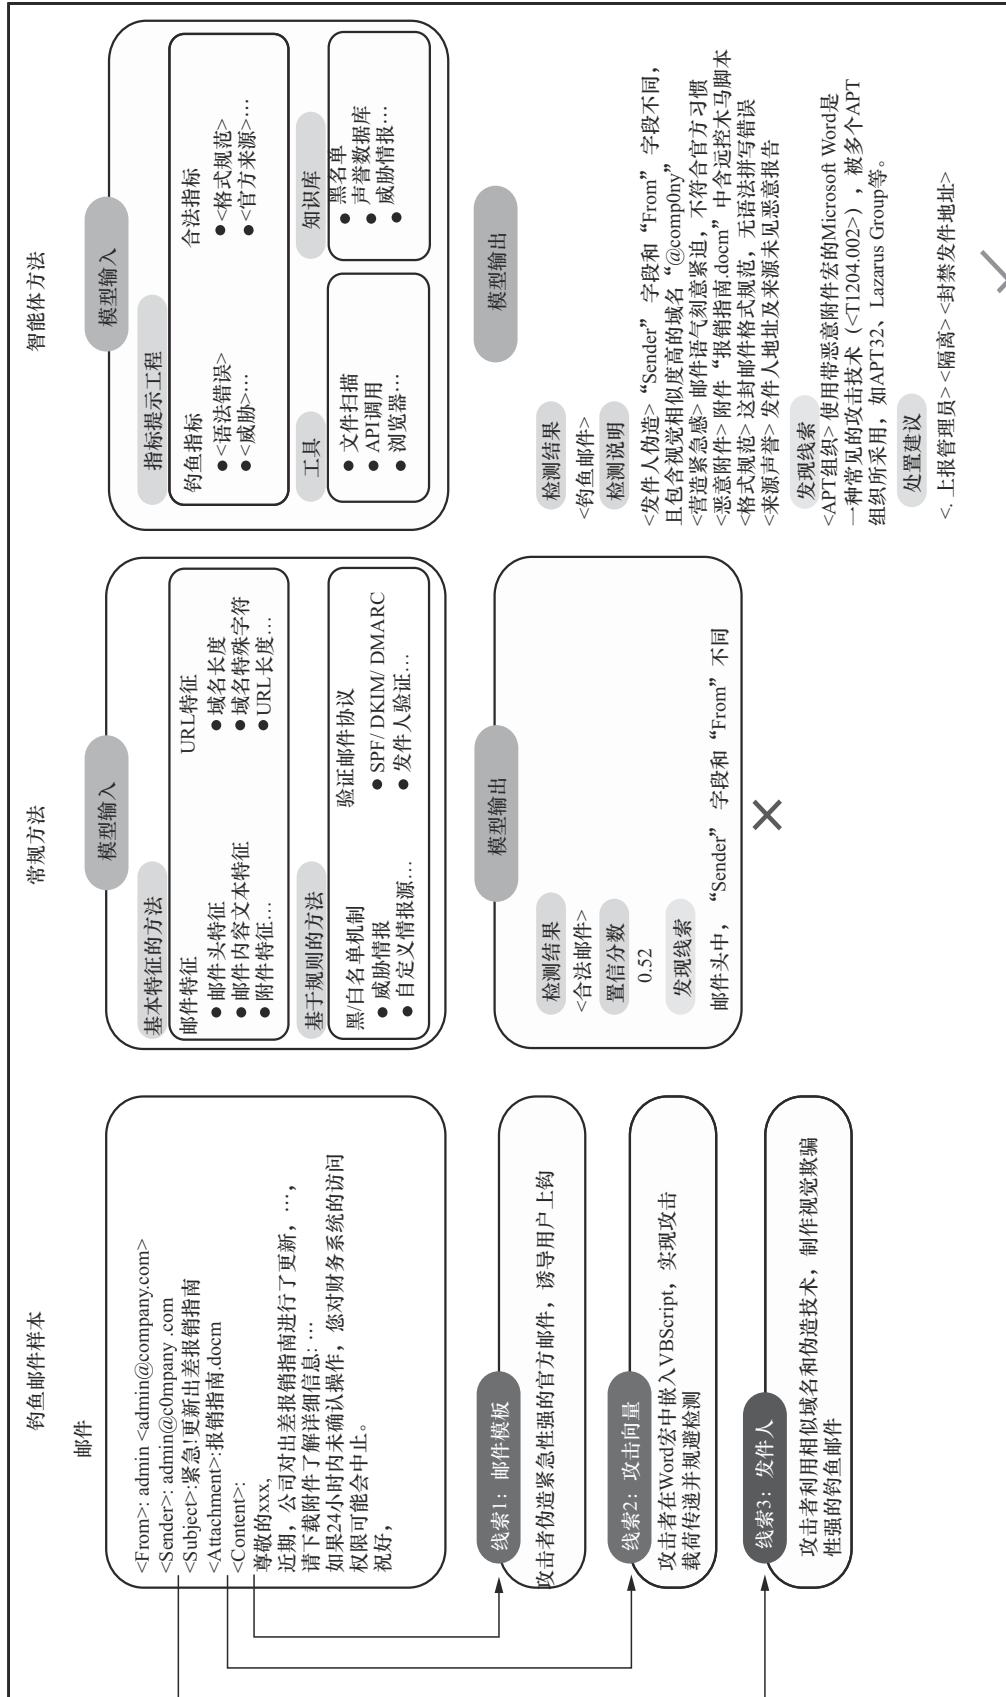 钓鱼邮件样本
邮件
<From>: admin <admin@company.com>
<Sender>: admin@c0mpany .com
<Subject>:紧急!更新出差报销指南
<Attachment>:报销指南.docm
<Content>:
尊敬的xxx,
近期，公司对出差报销指南进行了更新，…，
请下载附件了解详细信息: …
如果24小时内未确认操作，您对财务系统的访问
权限可能会中止。
祝好，
线索1：邮件模板
攻击者伪造紧急性强的官方邮件，诱导用户上钩
线索2：攻击向量
攻击者在Word宏中嵌入VBScript，实现攻击
载荷传递并规避检测
线索3：发件人
攻击者利用相似域名和伪造技术，制作视觉欺骗
性强的钓鱼邮件
常规方法
模型输入
基本特征的方法
邮件特征
● 邮件头特征
● 邮件内容文本特征
● 附件特征…
URL特征
● 域名长度
● 域名特殊字符
● URL长度…
基于规则的方法
黑/白名单机制
● 威胁情报
● 自定义情报源…
验证邮件协议
● SPF/ DKIM/ DMARC
● 发件人验证…
模型输出
检测结果
<合法邮件>
置信分数
0.52
发现线索
邮件头中，“Sender”字段和“From”不同
智能体方法
模型输入
指标提示工程
钓鱼指标
● <语法错误>
● <威胁>…
合法指标
● <格式规范>
● <官方来源>…
工具
● 文件扫描
● API调用
● 浏览器…
知识库
● 黑名单
● 声誉数据库
● 威胁情报…
模型输出
检测结果
<钓鱼邮件>
检测说明
<发件人伪造> “Sender”字段和“From”字段不同，
且包含视觉相似度高的域名“@comp0ny”
<营造紧急感> 邮件语气刻意紧迫，不符合官方习惯
<恶意附件> 附件“报销指南.docm”中含远控木马脚本
<格式规范> 这封邮件格式规范，无语法拼写错误
<来源声誉> 发件人地址及来源未见恶意报告
发现线索
<APT组织> 使用带恶意附件宏的Microsoft Word是
一种常见的攻击技术（<T1204.002>），被多个APT
组织所采用，如APT32、Lazarus Group等。
处置建议
<. 上报管理员> <隔离> <封禁发件地址>